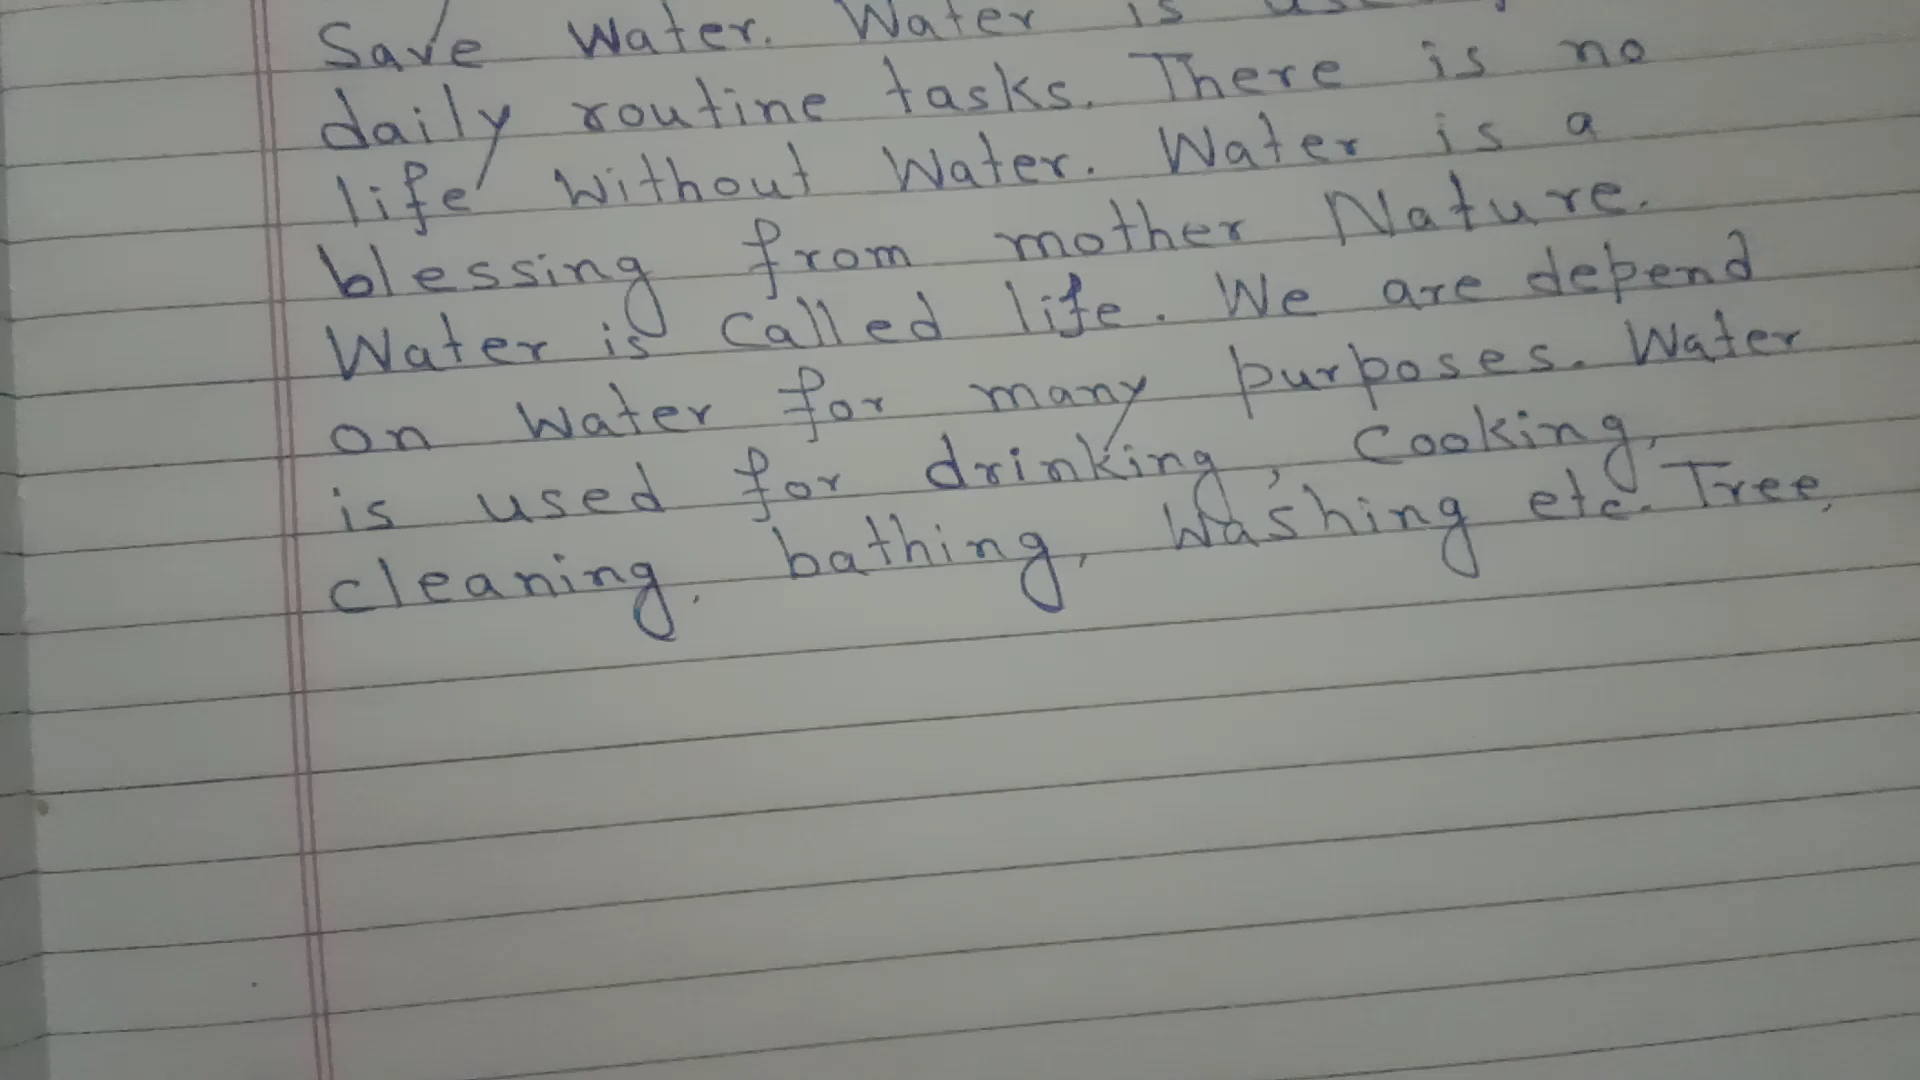 Save Water. Water is
daily routine tasks. There is no
life without Water. Water is a
blessing from mother Nature.
Water is called life. We are depend
on Water for many purposes. Water
is used for drinking, Cooking,
cleaning, bathing, Washing etc. Tree,